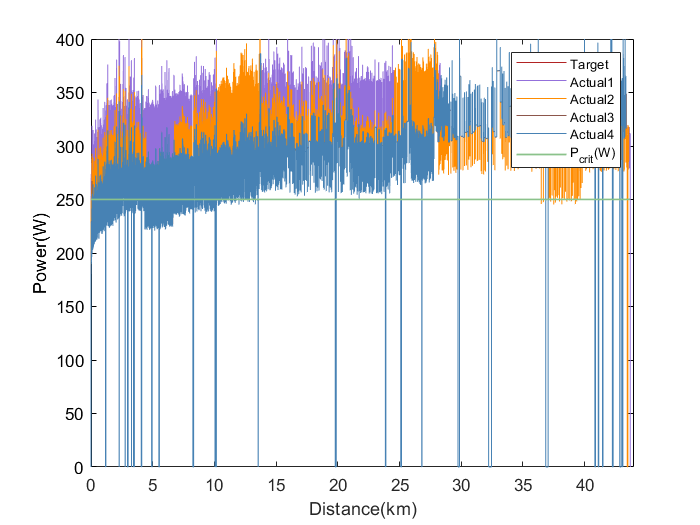 400
350
300
250
200
150
100
50
0
Power(W)
0 5 10 15 20 25 30 35 40
Distance(km)
Target
Actual1
Actual2
Actual3
Actual4
P_crit(W)